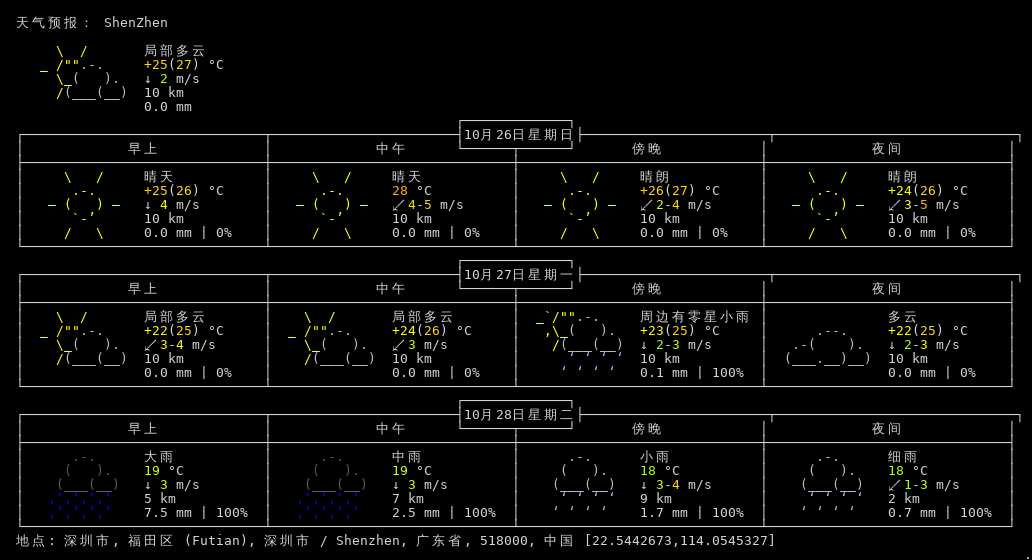 天气预报： ShenZhen
局部多云
+25(27) °C
↓ 2 m/s
10 km
0.0 mm
10月26日星期日
早上 中午 傍晚 夜间
晴天 晴天 晴朗 晴朗
+25(26) °C 28 °C +26(27) °C +24(26) °C
↓ 4 m/s ↙4-5 m/s ↙2-4 m/s ↙3-5 m/s
10 km 10 km 10 km 10 km
0.0 mm | 0% 0.0 mm | 0% 0.0 mm | 0% 0.0 mm | 0%
10月27日星期一
早上 中午 傍晚 夜间
局部多云 局部多云 周边有零星小雨 多云
+22(25) °C +24(26) °C +23(25) °C +22(25) °C
↙3-4 m/s ↙3 m/s ↓ 2-3 m/s ↓ 2-3 m/s
10 km 10 km 10 km 10 km
0.0 mm | 0% 0.0 mm | 0% 0.1 mm | 100% 0.0 mm | 0%
10月28日星期二
早上 中午 傍晚 夜间
大雨 中雨 小雨 细雨
19 °C 19 °C 18 °C 18 °C
↓ 3 m/s ↓ 3 m/s ↓ 3-4 m/s ↙1-3 m/s
5 km 7 km 9 km 2 km
7.5 mm | 100% 2.5 mm | 100% 1.7 mm | 100% 0.7 mm | 100%
地点: 深圳市, 福田区 (Futian), 深圳市 / Shenzhen, 广东省, 518000, 中国 [22.5442673,114.0545327]